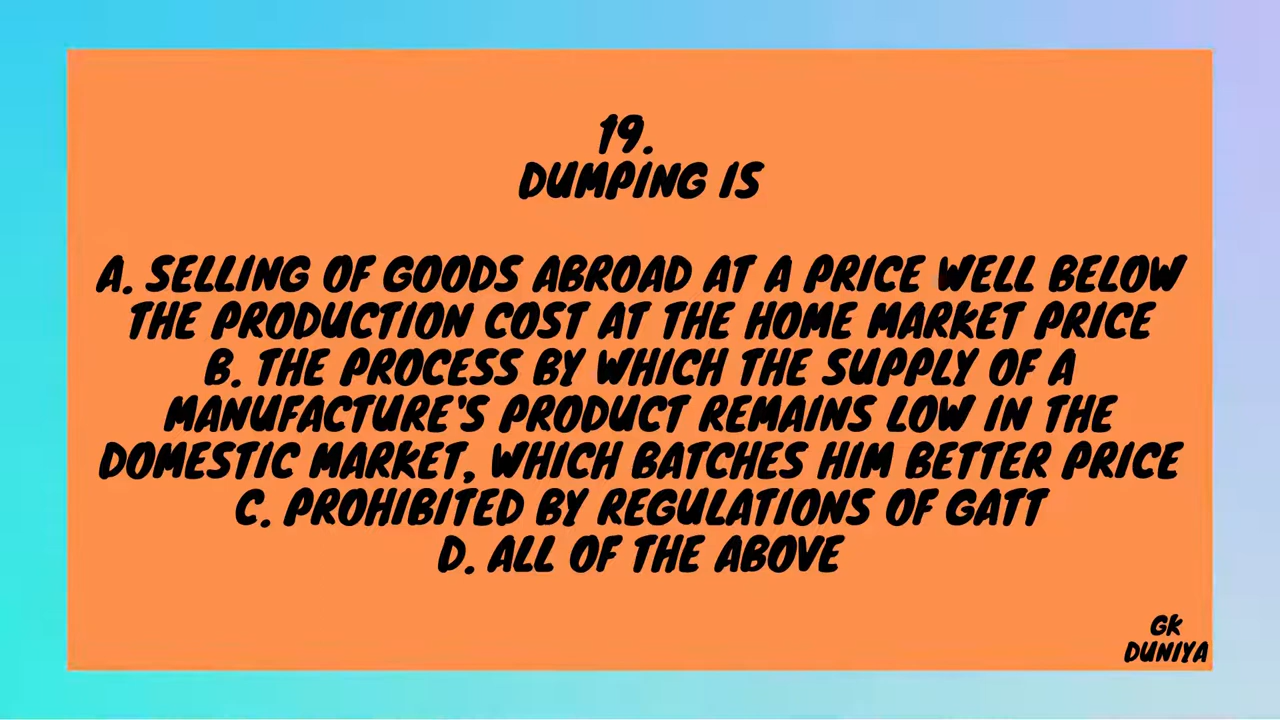 19.
DUMPING IS
A. SELLING OF GOODS ABROAD AT A PRICE WELL BELOW
THE PRODUCTION COST AT THE HOME MARKET PRICE
B. THE PROCESS BY WHICH THE SUPPLY OF A
MANUFACTURE'S PRODUCT REMAINS LOW IN THE
DOMESTIC MARKET, WHICH BATCHES HIM BETTER PRICE
C. PROHIBITED BY REGULATIONS OF GATT
D. ALL OF THE ABOVE
GK
DUNIYA